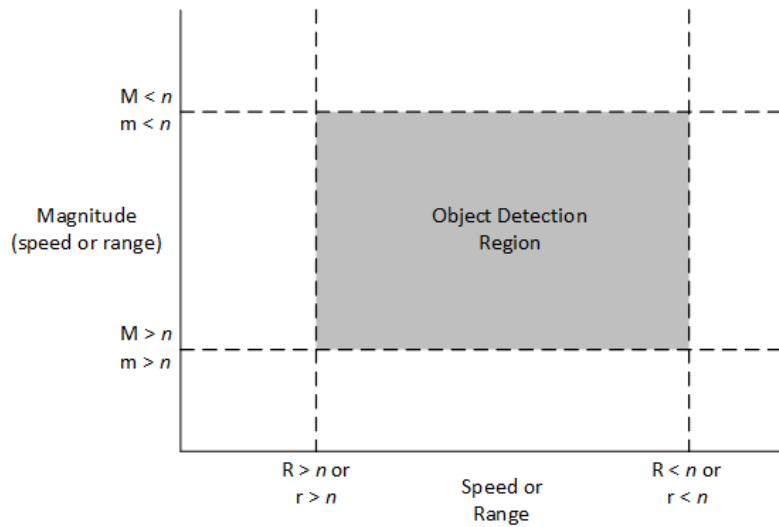 M < n
m < n
Magnitude
(speed or range)
Object Detection
Region
M > n
m > n
R > n or
r > n
Speed or
Range
R < n or
r < n